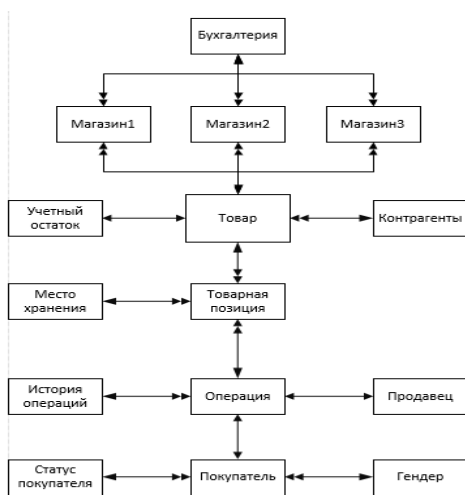 Бухгалтерия
Магазин1 Магазин2 Магазин3
Учетный
остаток
Товар
Контрагенты
Место
хранения
Товарная
позиция
История
операций
Операция
Продавец
Статус
покупателя
Покупатель
Гендер